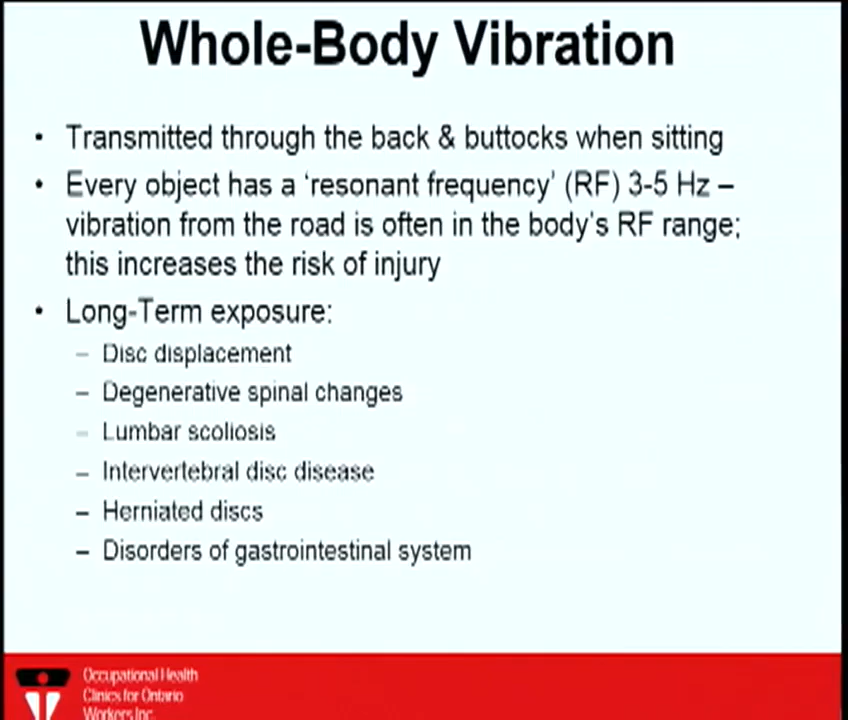 Whole-Body Vibration
• Transmitted through the back & buttocks when sitting
• Every object has a 'resonant frequency' (RF) 3-5 Hz –
vibration from the road is often in the body's RF range;
this increases the risk of injury
• Long-Term exposure:
– Disc displacement
– Degenerative spinal changes
– Lumbar scoliosis
– Intervertebral disc disease
– Herniated discs
– Disorders of gastrointestinal system
Occupational Health
Clinics for Ontario
Workers Inc.